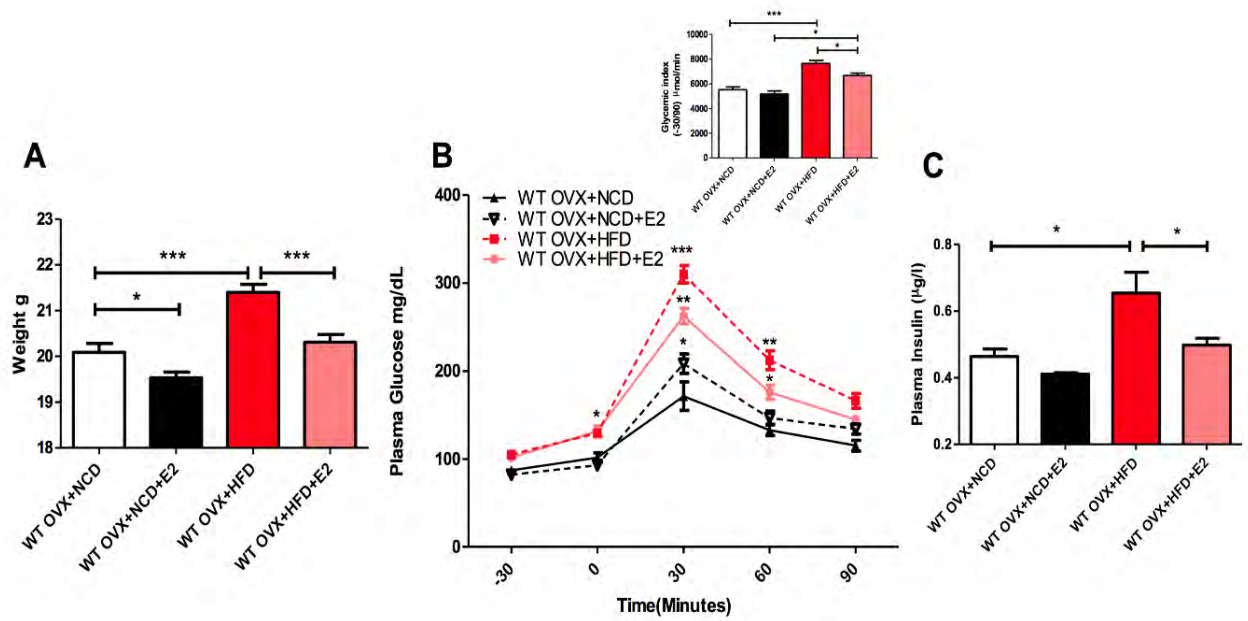 ***
*
*
10000
8000
6000
4000
2000
0
Glycemic index
(-30/90) µmol/min
WT OVX+NCD
WT OVX+NCD+E2
WT OVX+HFD
WT OVX+HFD+E2
A
23
22
21
20
19
18
Weight g
***
***
*
WT OVX+NCD
WT OVX+NCD+E2
WT OVX+HFD
WT OVX+HFD+E2
B
400
300
200
100
0
Plasma Glucose mg/dL
WT OVX+NCD
WT OVX+NCD+E2
WT OVX+HFD
WT OVX+HFD+E2
***
**
*
**
*
*
-30
0
30
60
90
Time(Minutes)
C
0.8
0.6
0.4
0.2
Plasma Insulin (µg/l)
*
*
WT OVX+NCD
WT OVX+NCD+E2
WT OVX+HFD
WT OVX+HFD+E2